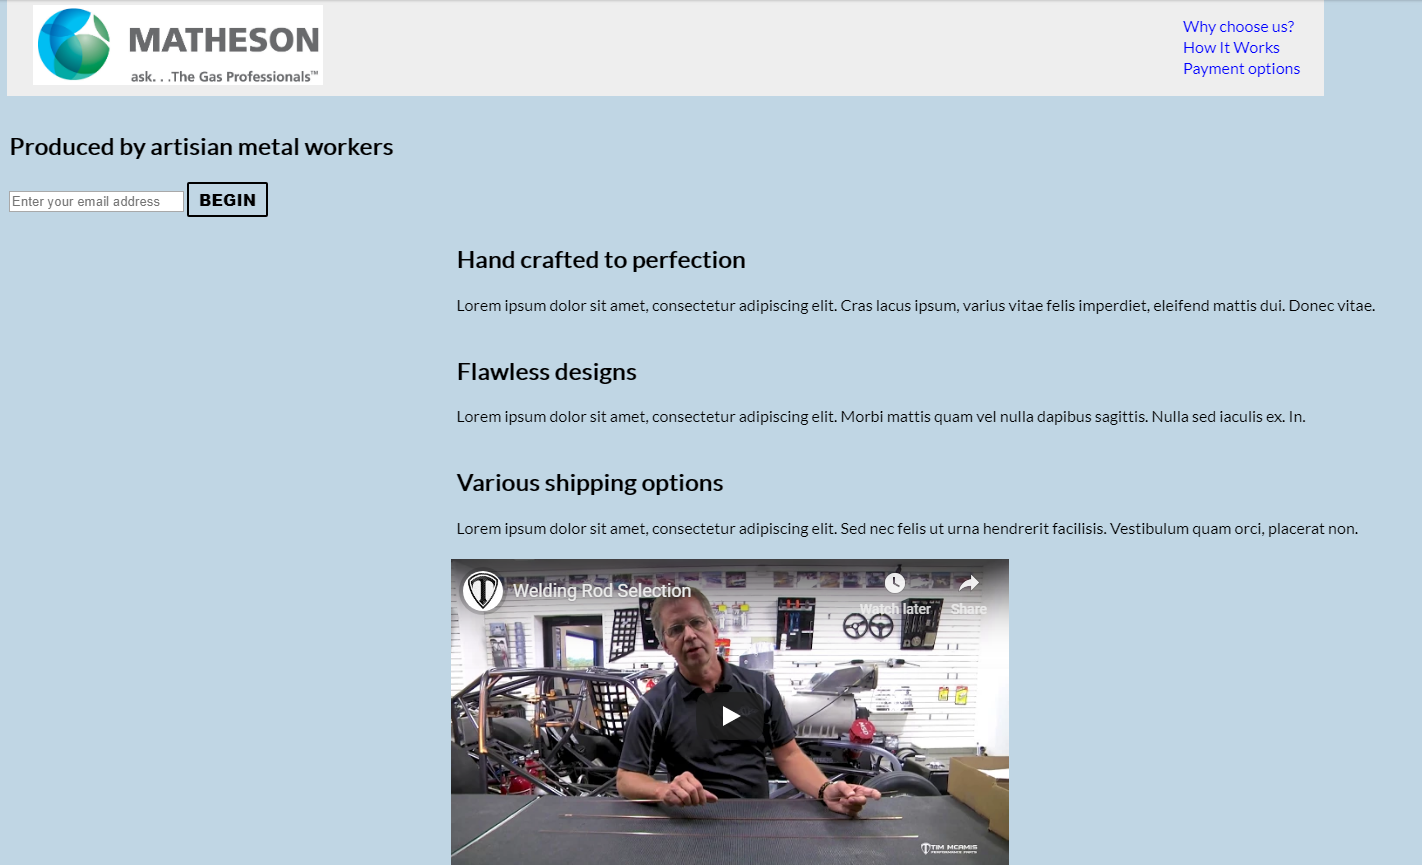 MATHESON
ask. . .The Gas Professionals™
Why choose us?
How It Works
Payment options
Produced by artisian metal workers
Enter your email address
BEGIN
Hand crafted to perfection
Lorem ipsum dolor sit amet, consectetur adipiscing elit. Cras lacus ipsum, varius vitae felis imperdiet, eleifend mattis dui. Donec vitae.
Flawless designs
Lorem ipsum dolor sit amet, consectetur adipiscing elit. Morbi mattis quam vel nulla dapibus sagittis. Nulla sed iaculis ex. In.
Various shipping options
Lorem ipsum dolor sit amet, consectetur adipiscing elit. Sed nec felis ut urna hendrerit facilisis. Vestibulum quam orci, placerat non.
Welding Rod Selection
Watch later
Share
TIM MCAMIS
PERFORMANCE PARTS